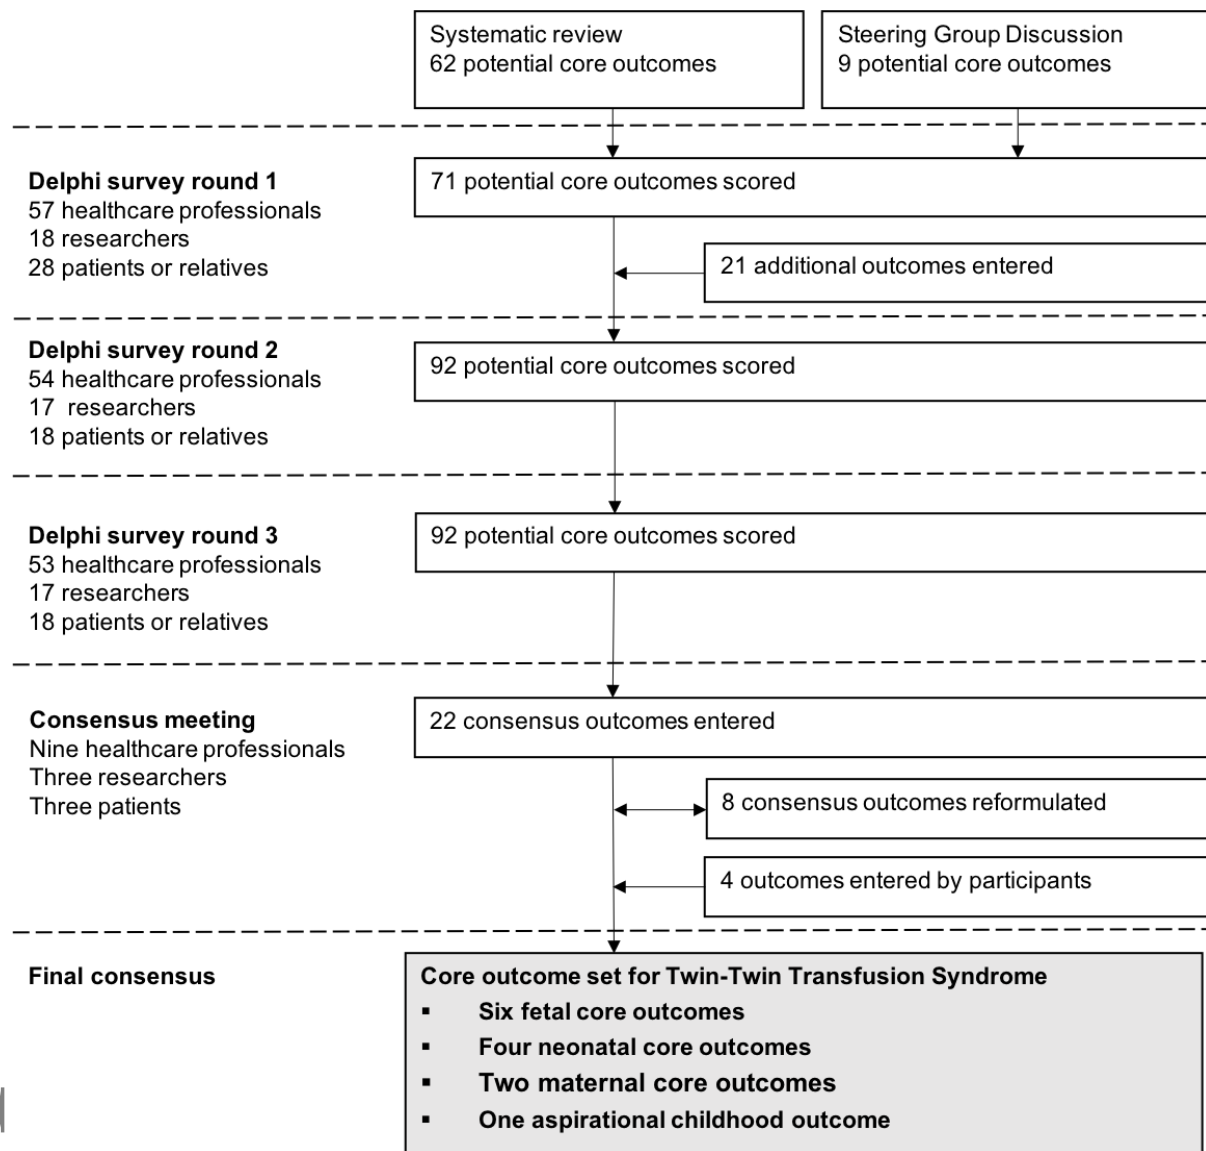 Systematic review
62 potential core outcomes
Steering Group Discussion
9 potential core outcomes
Delphi survey round 1
57 healthcare professionals
18 researchers
28 patients or relatives
71 potential core outcomes scored
21 additional outcomes entered
Delphi survey round 2
54 healthcare professionals
17 researchers
18 patients or relatives
92 potential core outcomes scored
Delphi survey round 3
53 healthcare professionals
17 researchers
18 patients or relatives
92 potential core outcomes scored
Consensus meeting
Nine healthcare professionals
Three researchers
Three patients
22 consensus outcomes entered
8 consensus outcomes reformulated
4 outcomes entered by participants
Final consensus
Core outcome set for Twin-Twin Transfusion Syndrome
▪ Six fetal core outcomes
▪ Four neonatal core outcomes
▪ Two maternal core outcomes
▪ One aspirational childhood outcome